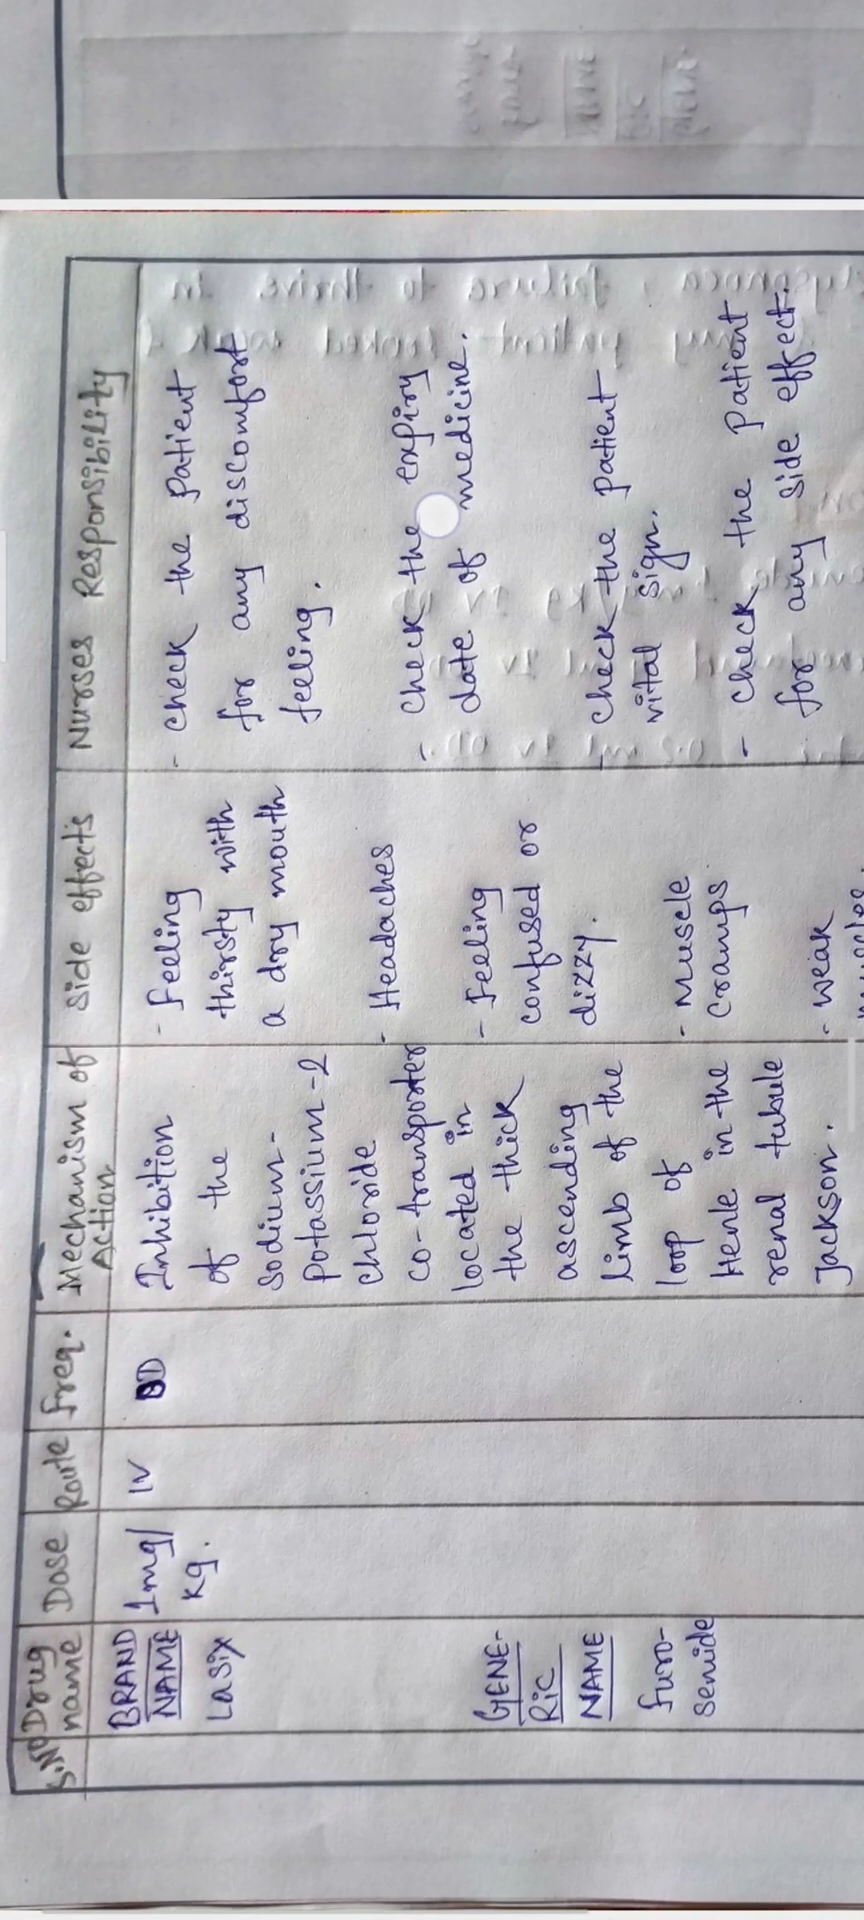 S.No
Drug
name
Dose
Route
Freq.
Mechanism of
Action
Side effects
Nurses Responsibility
BRAND
NAME
Lasix
GENE-
RIC
NAME
Furo-
semide
1mg/
kg.
IV
BD
Inhibition
of the
sodium-
potassium-2
chloride
co-transporter
located in
the thick
ascending
limb of the
loop of
Henle in the
renal tubule
Jackson.
- Feeling
thirsty with
a dry mouth
- Headaches
- Feeling
confused or
dizzy.
- Muscle
cramps
- weak
- check the patient
for any discomfort
feeling.
- check the expiry
date of medicine.
- check the patient
vital sign.
- check the patient
for any side effect.